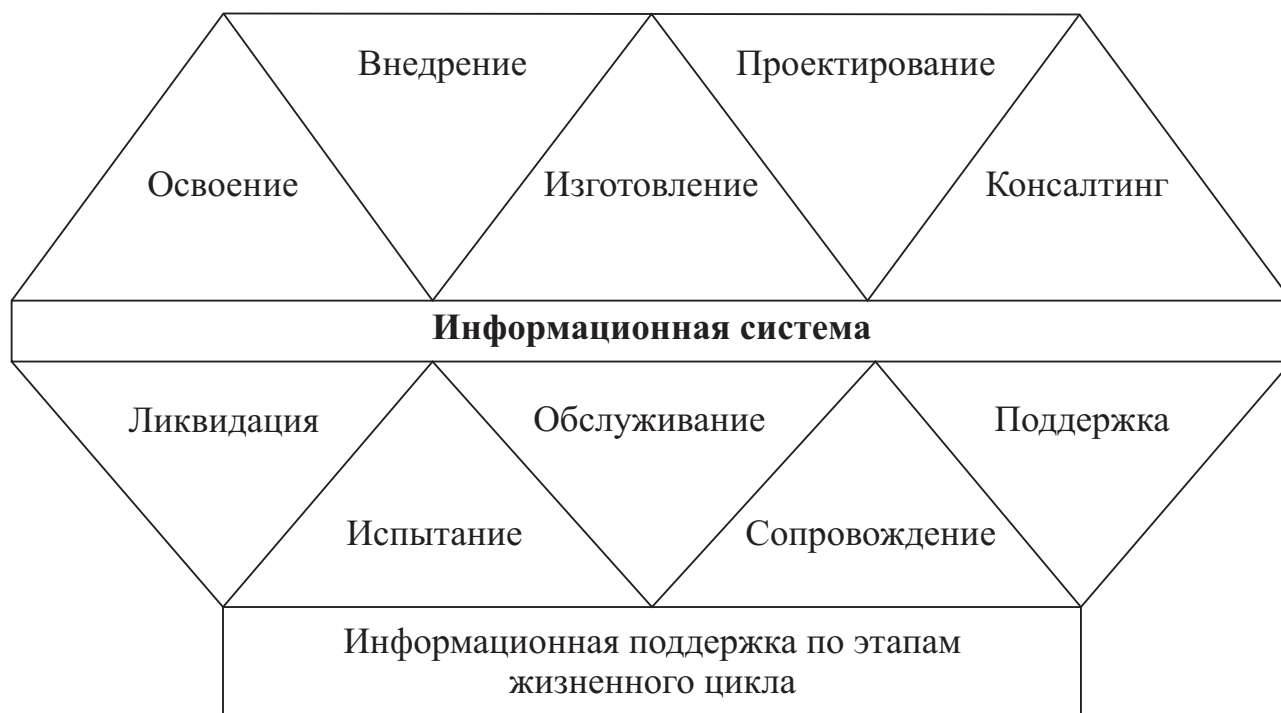 Внедрение
Проектирование
Освоение
Изготовление
Консалтинг
Информационная система
Ликвидация
Обслуживание
Поддержка
Испытание
Сопровождение
Информационная поддержка по этапам
жизненного цикла